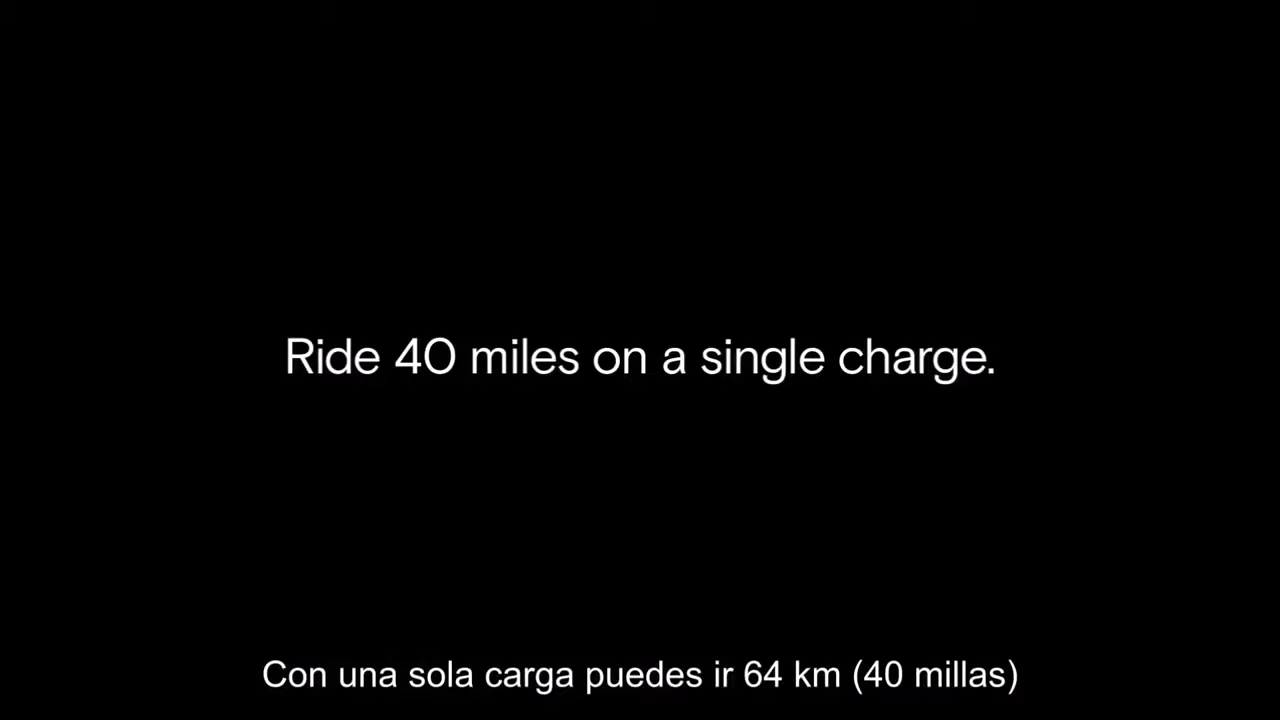 Ride 40 miles on a single charge.
Con una sola carga puedes ir 64 km (40 millas)